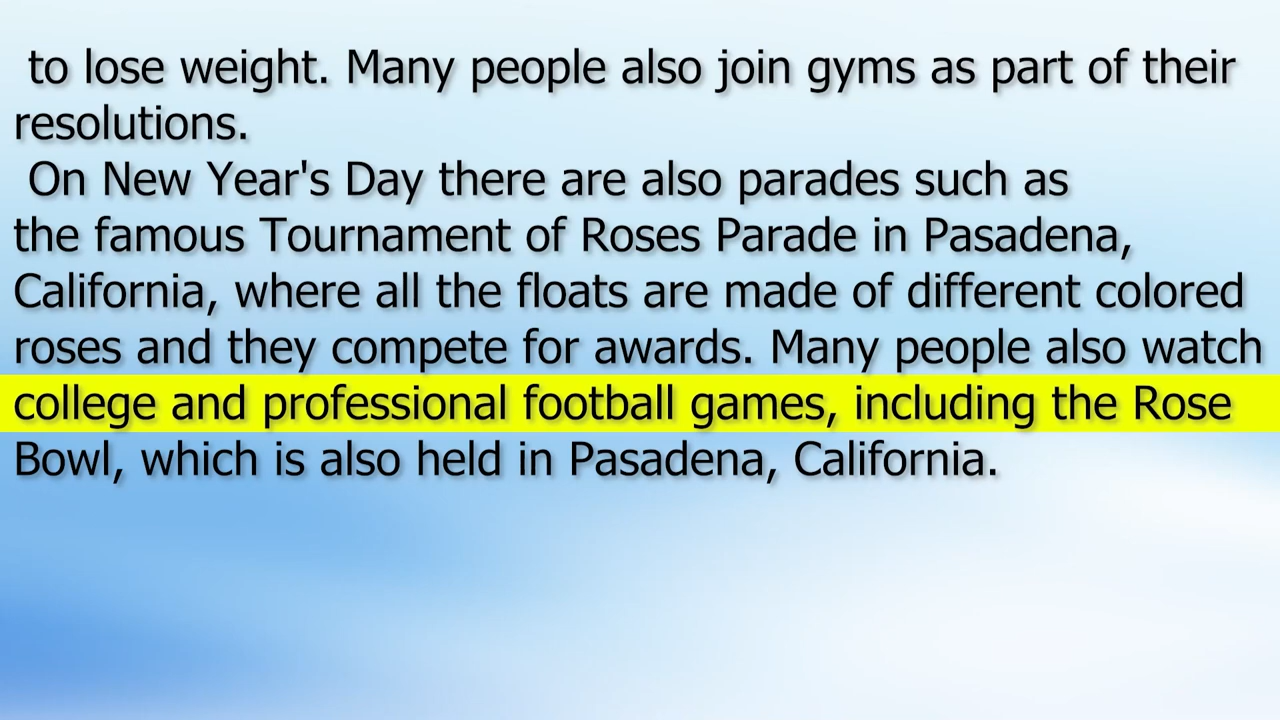 to lose weight. Many people also join gyms as part of their
resolutions.
On New Year's Day there are also parades such as
the famous Tournament of Roses Parade in Pasadena,
California, where all the floats are made of different colored
roses and they compete for awards. Many people also watch
college and professional football games, including the Rose
Bowl, which is also held in Pasadena, California.